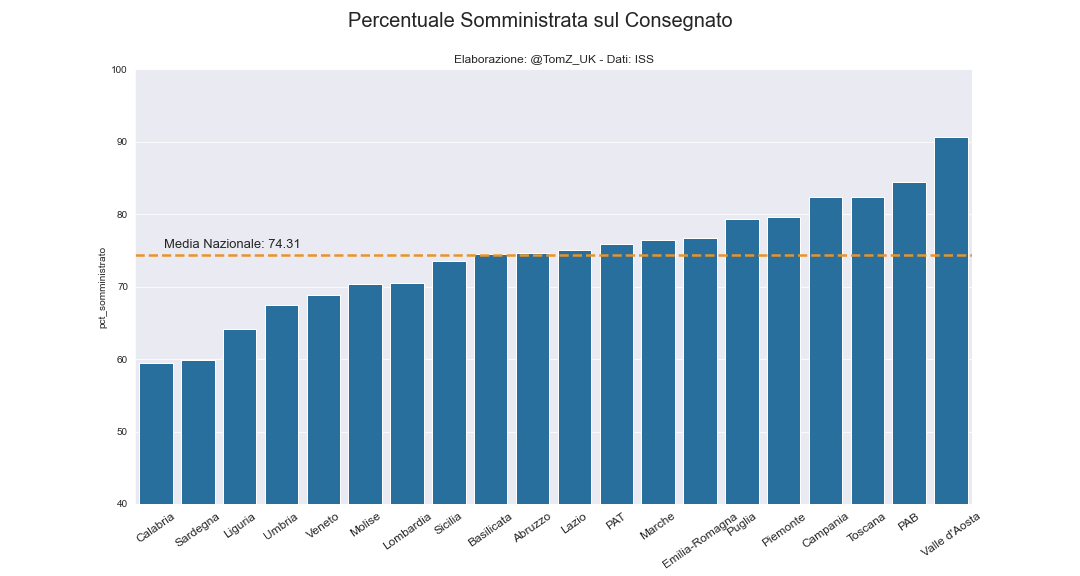 Percentuale Somministrata sul Consegnato
Elaborazione: @TomZ_UK - Dati: ISS
100
90
80
Media Nazionale: 74.31
pct_somministrato
70
60
50
40
Calabria
Sardegna
Liguria
Umbria
Veneto
Molise
Lombardia
Sicilia
Basilicata
Abruzzo
Lazio
PAT
Marche
Emilia-Romagna
Puglia
Piemonte
Campania
Toscana
PAB
Valle d'Aosta